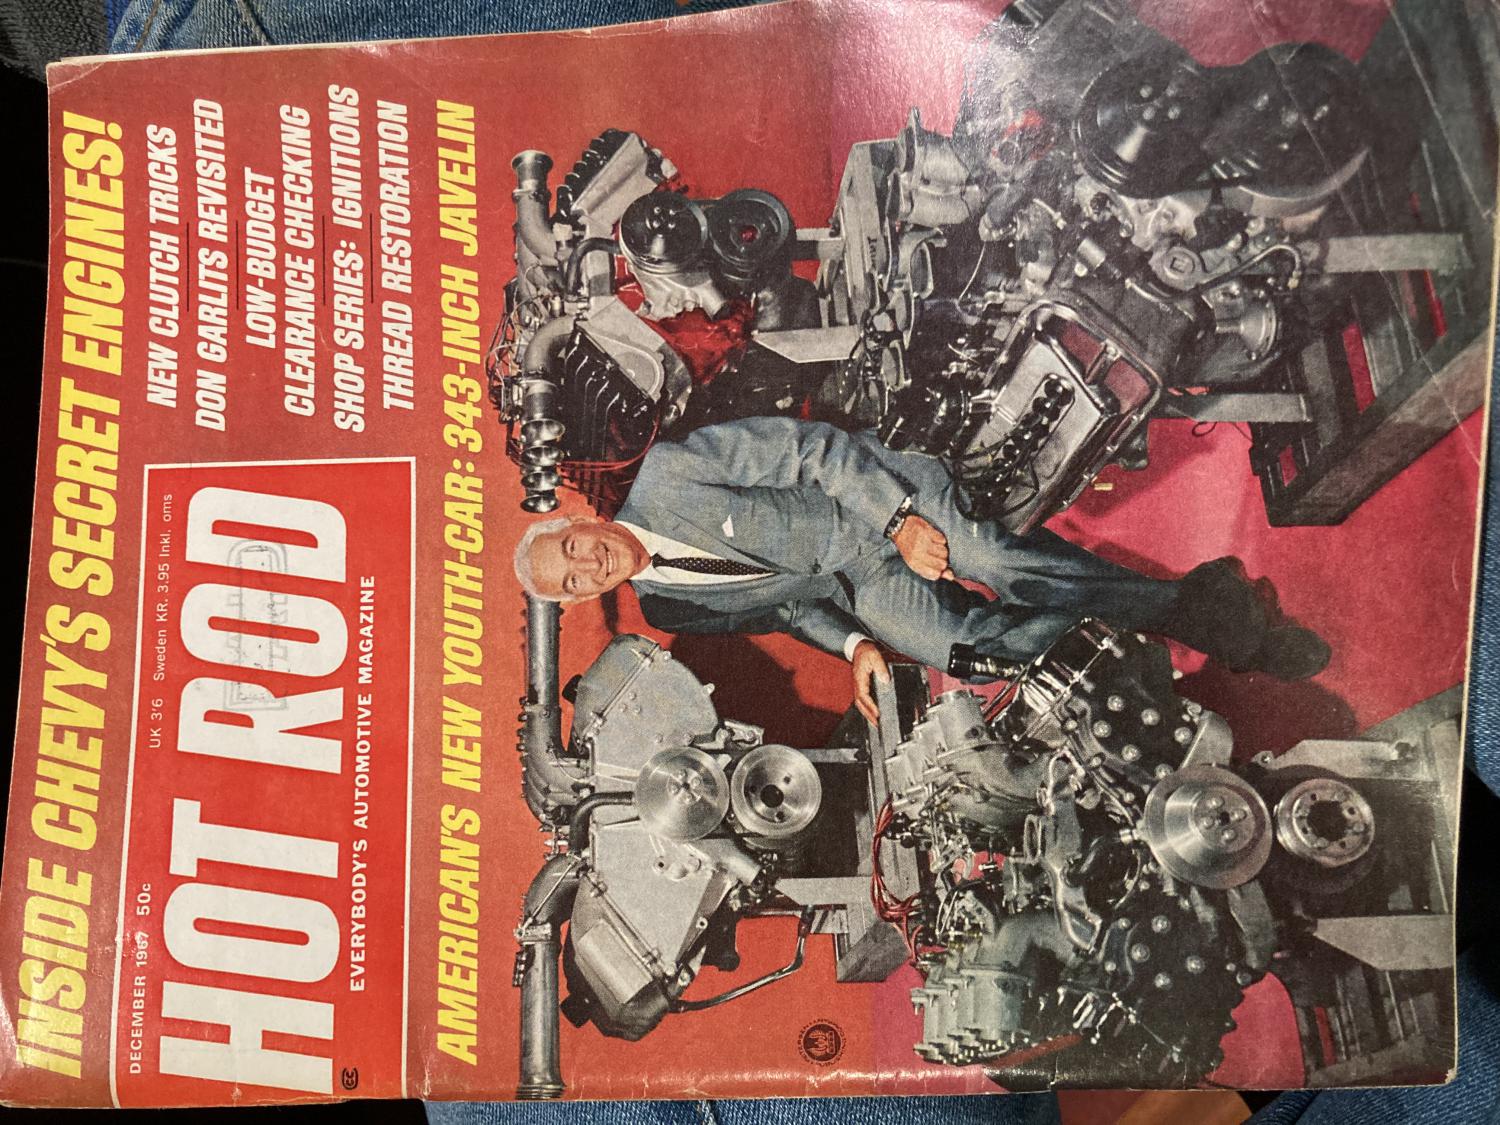 INSIDE CHEVY'S SECRET ENGINES!
DECEMBER 1967 50c
UK 3'6 Sweden KR. 3.95 Inkl. oms
HOT ROD
EVERYBODY'S AUTOMOTIVE MAGAZINE
NEW CLUTCH TRICKS
DON GARLITS REVISITED
LOW-BUDGET
CLEARANCE CHECKING
SHOP SERIES: IGNITIONS
THREAD RESTORATION
AMERICAN'S NEW YOUTH-CAR: 343-INCH JAVELIN